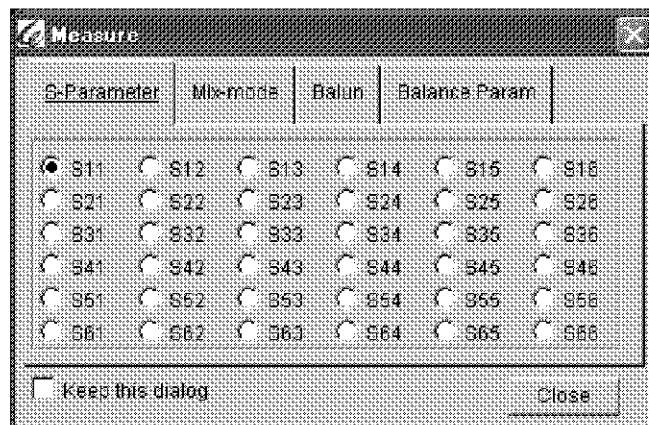 Measure
S-Parameter Mix-mode Balun Balance Param
S11 S12 S13 S14 S15 S16
S21 S22 S23 S24 S25 S26
S31 S32 S33 S34 S35 S36
S41 S42 S43 S44 S45 S46
S51 S52 S53 S54 S55 S56
S61 S62 S63 S64 S65 S66
Keep this dialog
Close